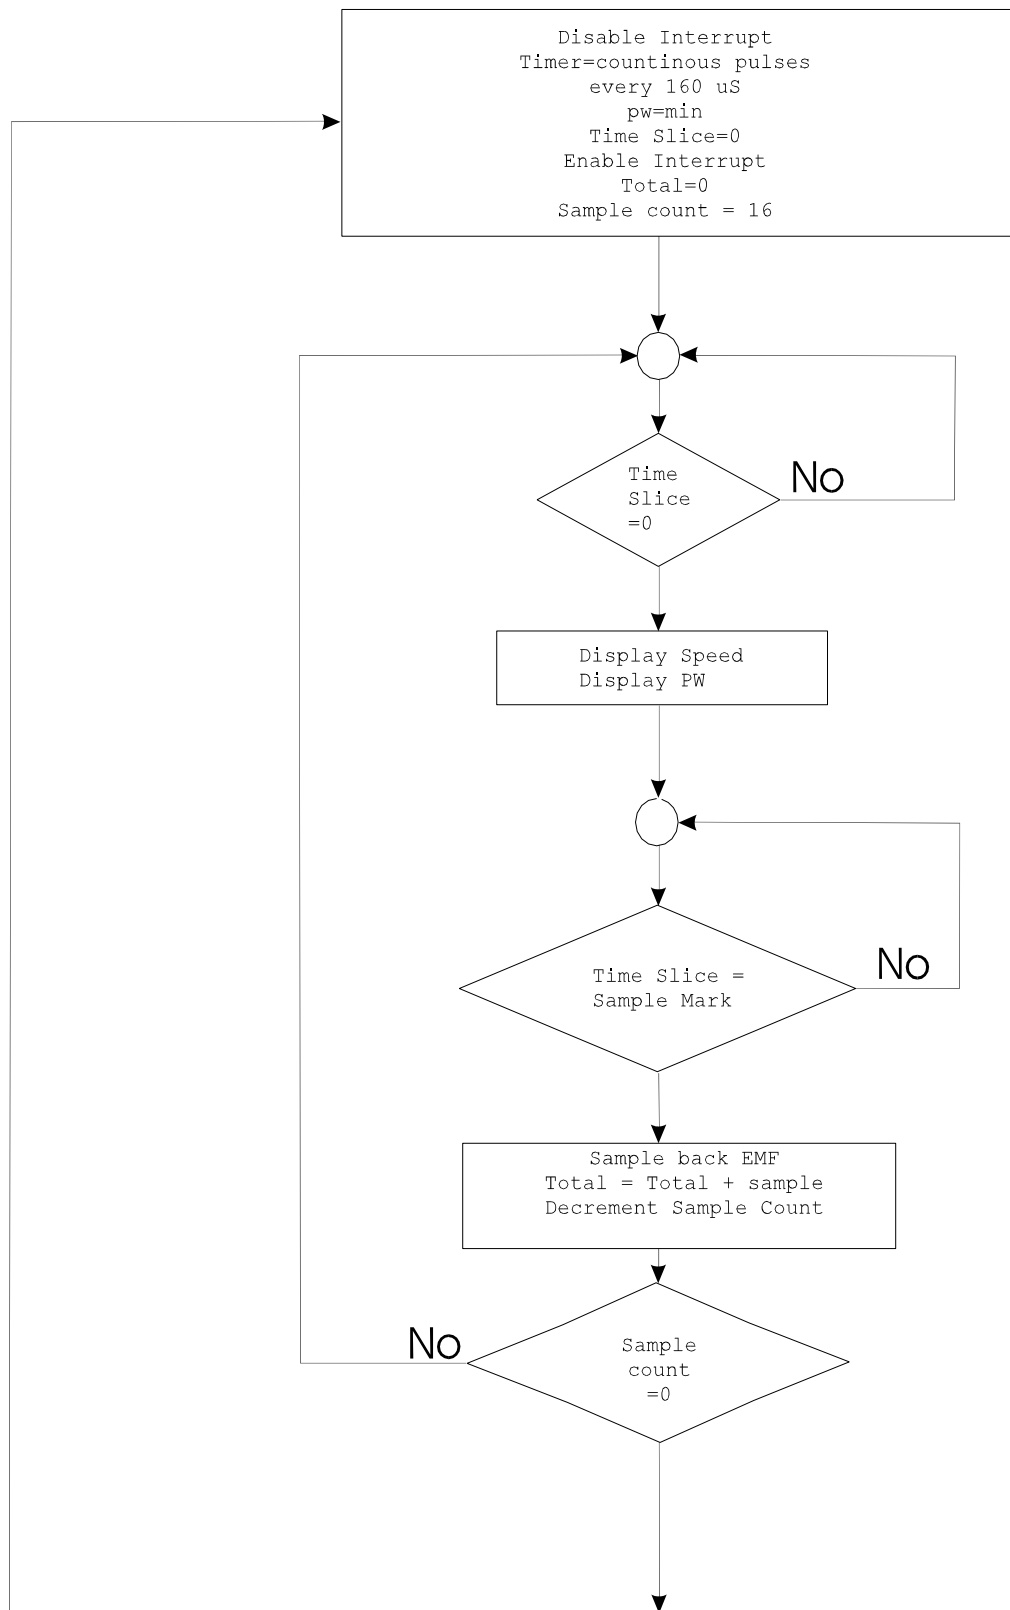 Disable Interrupt
Timer=countinous pulses
every 160 uS
pw=min
Time Slice=0
Enable Interrupt
Total=0
Sample count = 16
Time
Slice
=0
No
Display Speed
Display PW
Time Slice =
Sample Mark
No
Sample back EMF
Total = Total + sample
Decrement Sample Count
No
Sample
count
=0